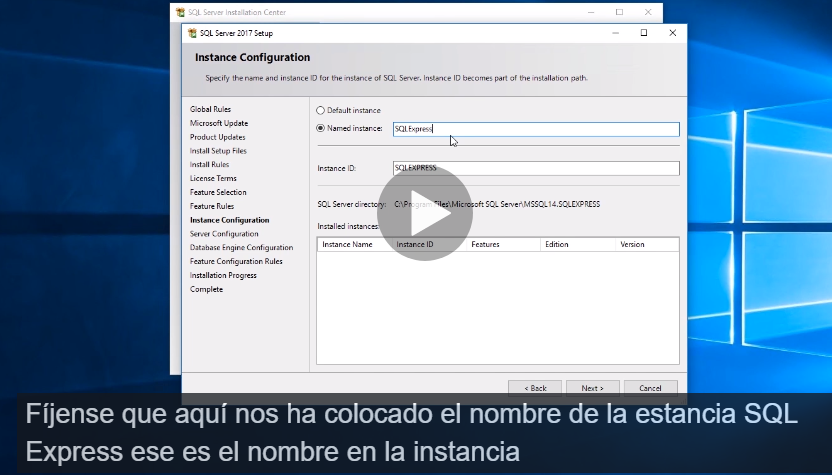 SQL Server Installation Center
SQL Server 2017 Setup
Instance Configuration
Specify the name and instance ID for the instance of SQL Server. Instance ID becomes part of the installation path.
Global Rules
Microsoft Update
Product Updates
Install Setup Files
Install Rules
License Terms
Feature Selection
Feature Rules
Instance Configuration
Server Configuration
Database Engine Configuration
Feature Configuration Rules
Installation Progress
Complete
Default instance
Named instance: SQLExpress
Instance ID: SQLEXPRESS
SQL Server directory: C:\Program Files\Microsoft SQL Server\MSSQL14.SQLEXPRESS
Installed instances:
Instance Name Instance ID Features Edition Version
< Back Next > Cancel
Fíjense que aquí nos ha colocado el nombre de la estancia SQL
Express ese es el nombre en la instancia